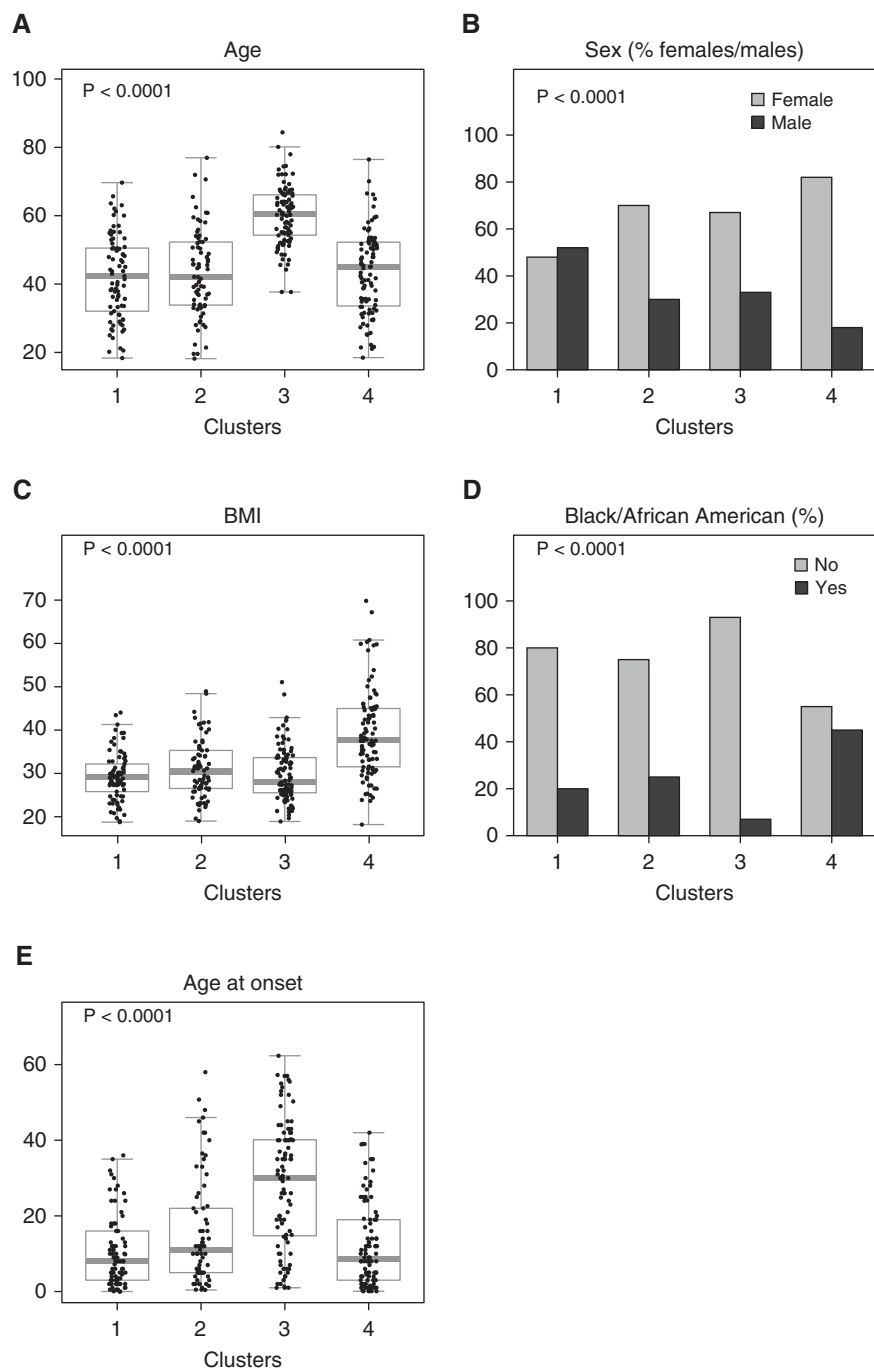 A
Age
P < 0.0001
100
80
60
40
20
1 2 3 4
Clusters
B
Sex (% females/males)
P < 0.0001
Female
Male
100
80
60
40
20
0
1 2 3 4
Clusters
C
BMI
P < 0.0001
70
60
50
40
30
20
1 2 3 4
Clusters
D
Black/African American (%)
P < 0.0001
No
Yes
100
80
60
40
20
0
1 2 3 4
Clusters
E
Age at onset
P < 0.0001
60
40
20
0
1 2 3 4
Clusters